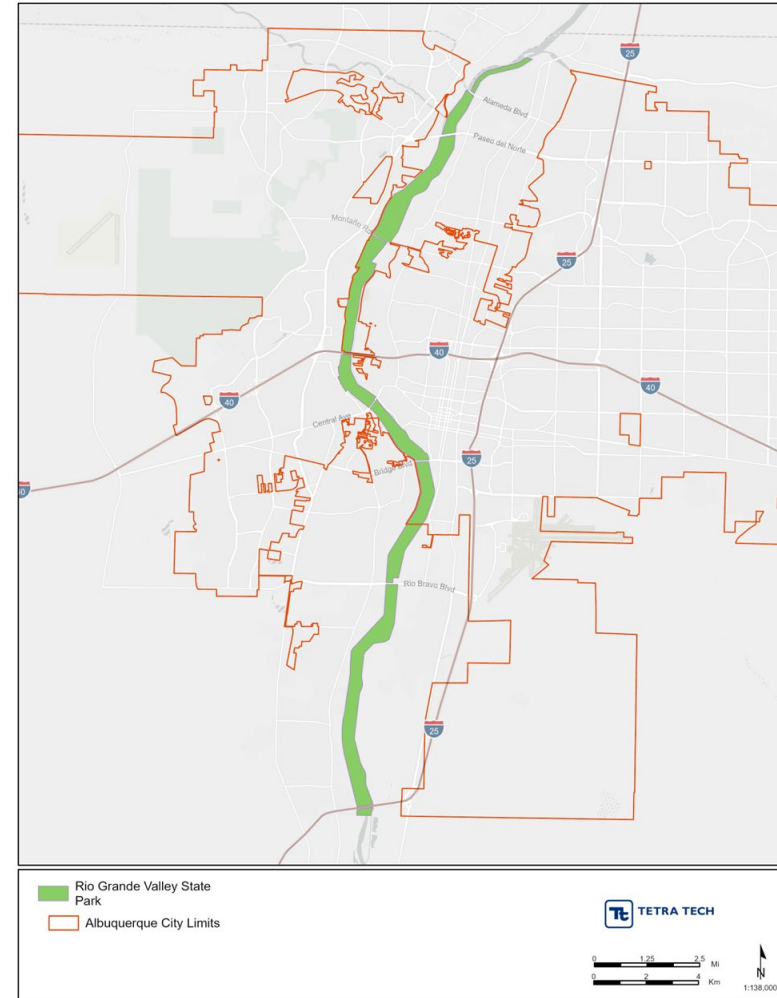 25
Alameda Blvd
Paseo del Norte
Montaño Rd
25
40
40
40
Central Ave
25
Bridge Blvd
Rio Bravo Blvd
25
Rio Grande Valley State
Park
Albuquerque City Limits
Tt TETRA TECH
0 1.25 2.5 Mi
0 2 4 Km
N
1:138,000